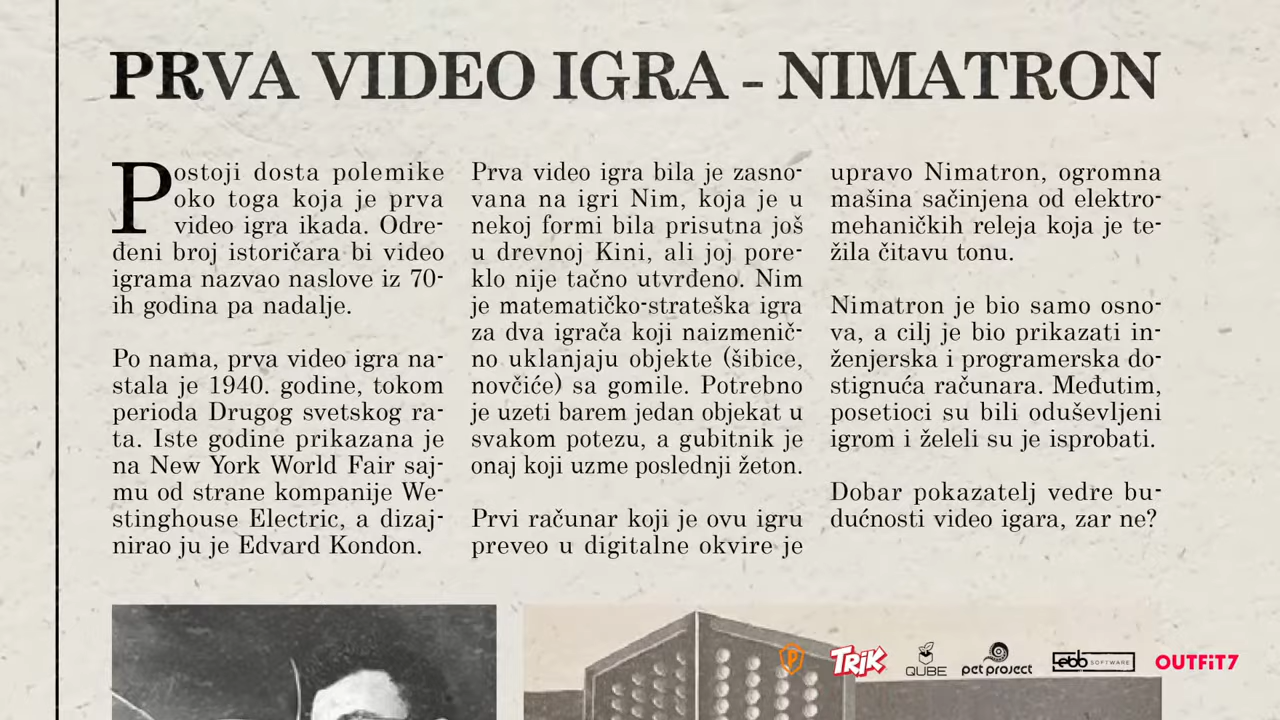 PRVA VIDEO IGRA - NIMATRON
Postoji dosta polemike
oko toga koja je prva
video igra ikada. Odre-
đeni broj istoričara bi video
igrama nazvao naslove iz 70-
ih godina pa nadalje.
Po nama, prva video igra na-
stala je 1940. godine, tokom
perioda Drugog svetskog ra-
ta. Iste godine prikazana je
na New York World Fair saj-
mu od strane kompanije We-
stinghouse Electric, a dizaj-
nirao ju je Edvard Kondon.
Prva video igra bila je zasno-
vana na igri Nim, koja je u
nekoj formi bila prisutna još
u drevnoj Kini, ali joj pore-
klo nije tačno utvrđeno. Nim
je matematičko-strateška igra
za dva igrača koji naizmenič-
no uklanjaju objekte (šibice,
novčiće) sa gomile. Potrebno
je uzeti barem jedan objekat u
svakom potezu, a gubitnik je
onaj koji uzme poslednji žeton.
Prvi računar koji je ovu igru
preveo u digitalne okvire je
upravo Nimatron, ogromna
mašina sačinjena od elektro-
mehaničkih releja koja je te-
žila čitavu tonu.
Nimatron je bio samo osno-
va, a cilj je bio prikazati in-
ženjerska i programerska do-
stignuća računara. Međutim,
posetioci su bili oduševljeni
igrom i želeli su je isprobati.
Dobar pokazatelj vedre bu-
dućnosti video igara, zar ne?
P TRIK QUBE pet project Lebb SOFTWARE OUTFIT7